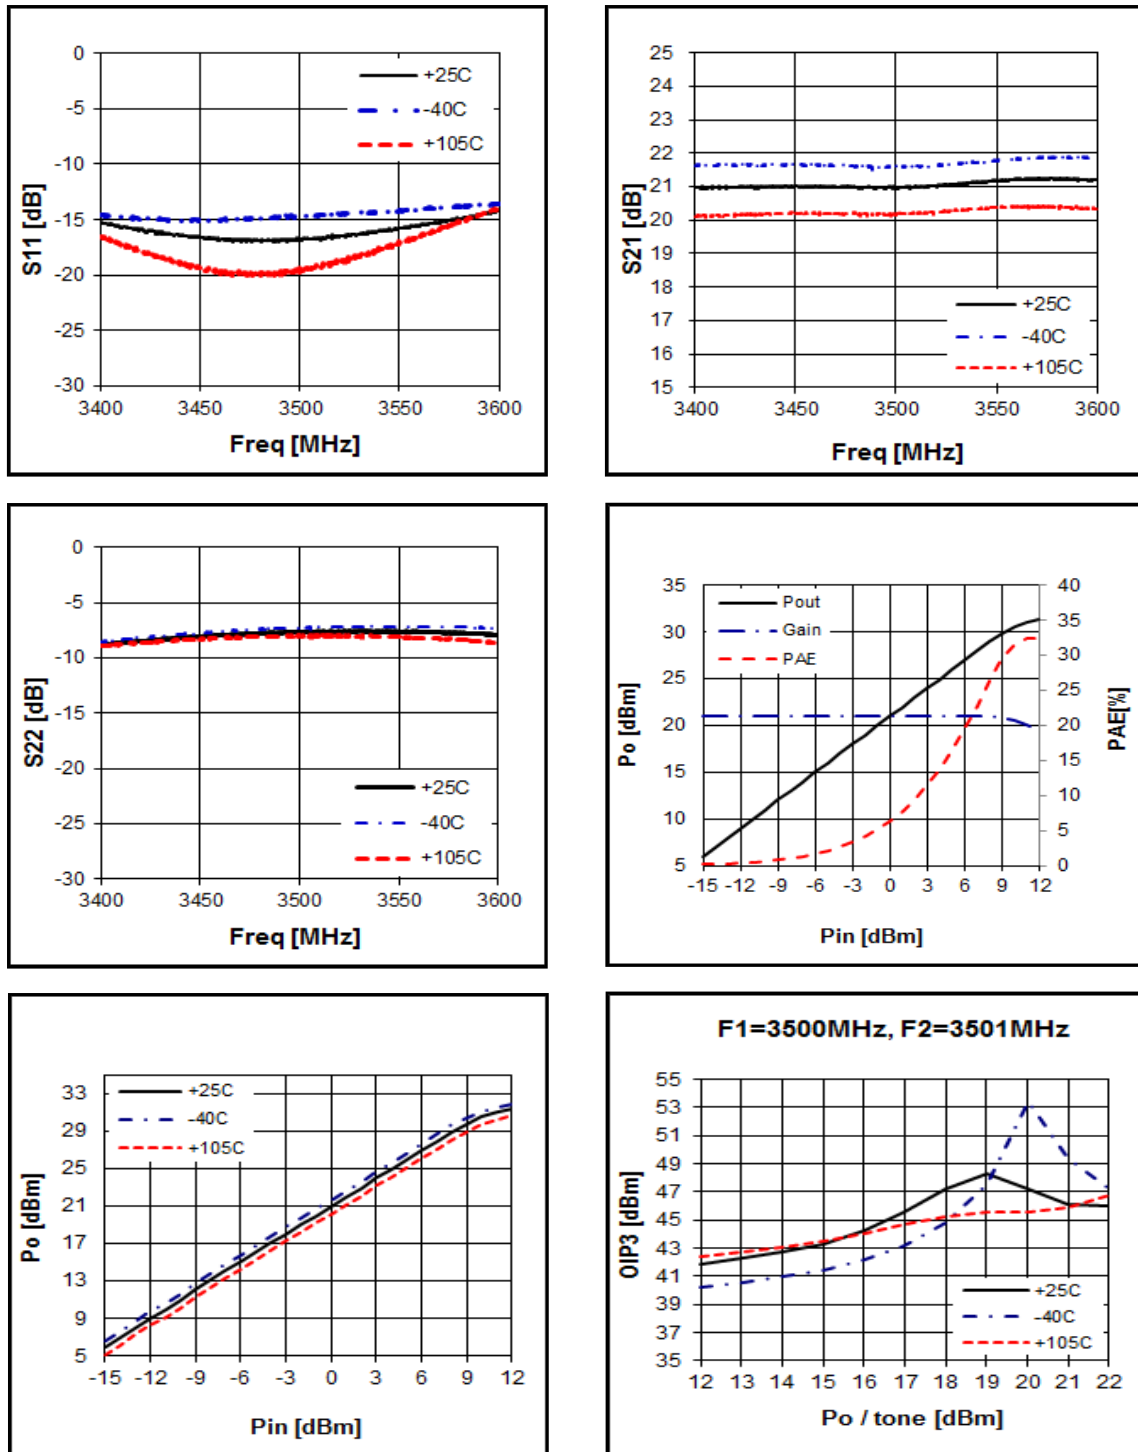 0
-5
-10
-15
-20
-25
-30
S11 [dB]
+25C
-40C
+105C
3400 3450 3500 3550 3600
Freq [MHz]
25
24
23
22
21
20
19
18
17
16
15
S21 [dB]
+25C
-40C
+105C
3400 3450 3500 3550 3600
Freq [MHz]
0
-5
-10
-15
-20
-25
-30
S22 [dB]
+25C
-40C
+105C
3400 3450 3500 3550 3600
Freq [MHz]
35
30
25
20
15
10
5
Po [dBm]
Pout
Gain
PAE
40
35
30
25
20
15
10
5
0
PAE[%]
-15 -12 -9 -6 -3 0 3 6 9 12
Pin [dBm]
33
29
25
21
17
13
9
5
Po [dBm]
+25C
-40C
+105C
-15 -12 -9 -6 -3 0 3 6 9 12
Pin [dBm]
F1=3500MHz, F2=3501MHz
55
53
51
49
47
45
43
41
39
37
35
OIP3 [dBm]
+25C
-40C
+105C
12 13 14 15 16 17 18 19 20 21 22
Po / tone [dBm]